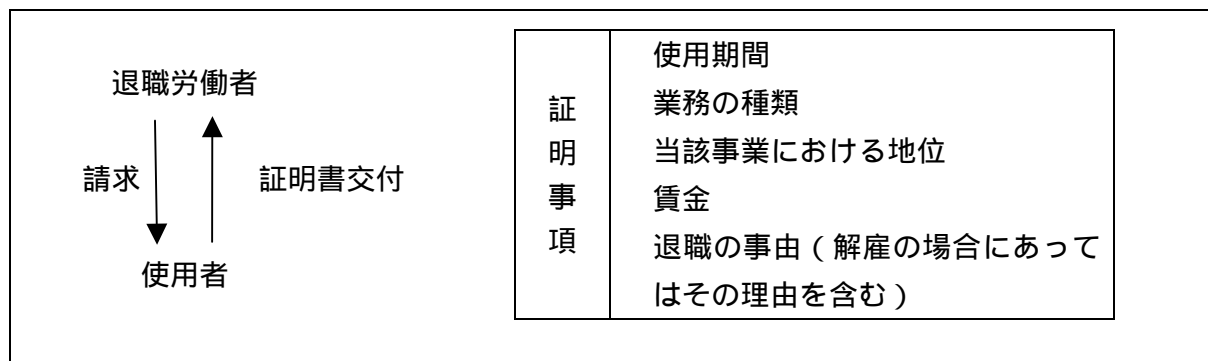 退職労働者
請求
証明書交付
使用者
証明事項
使用期間
業務の種類
当該事業における地位
賃金
退職の事由（解雇の場合にあって
はその理由を含む）